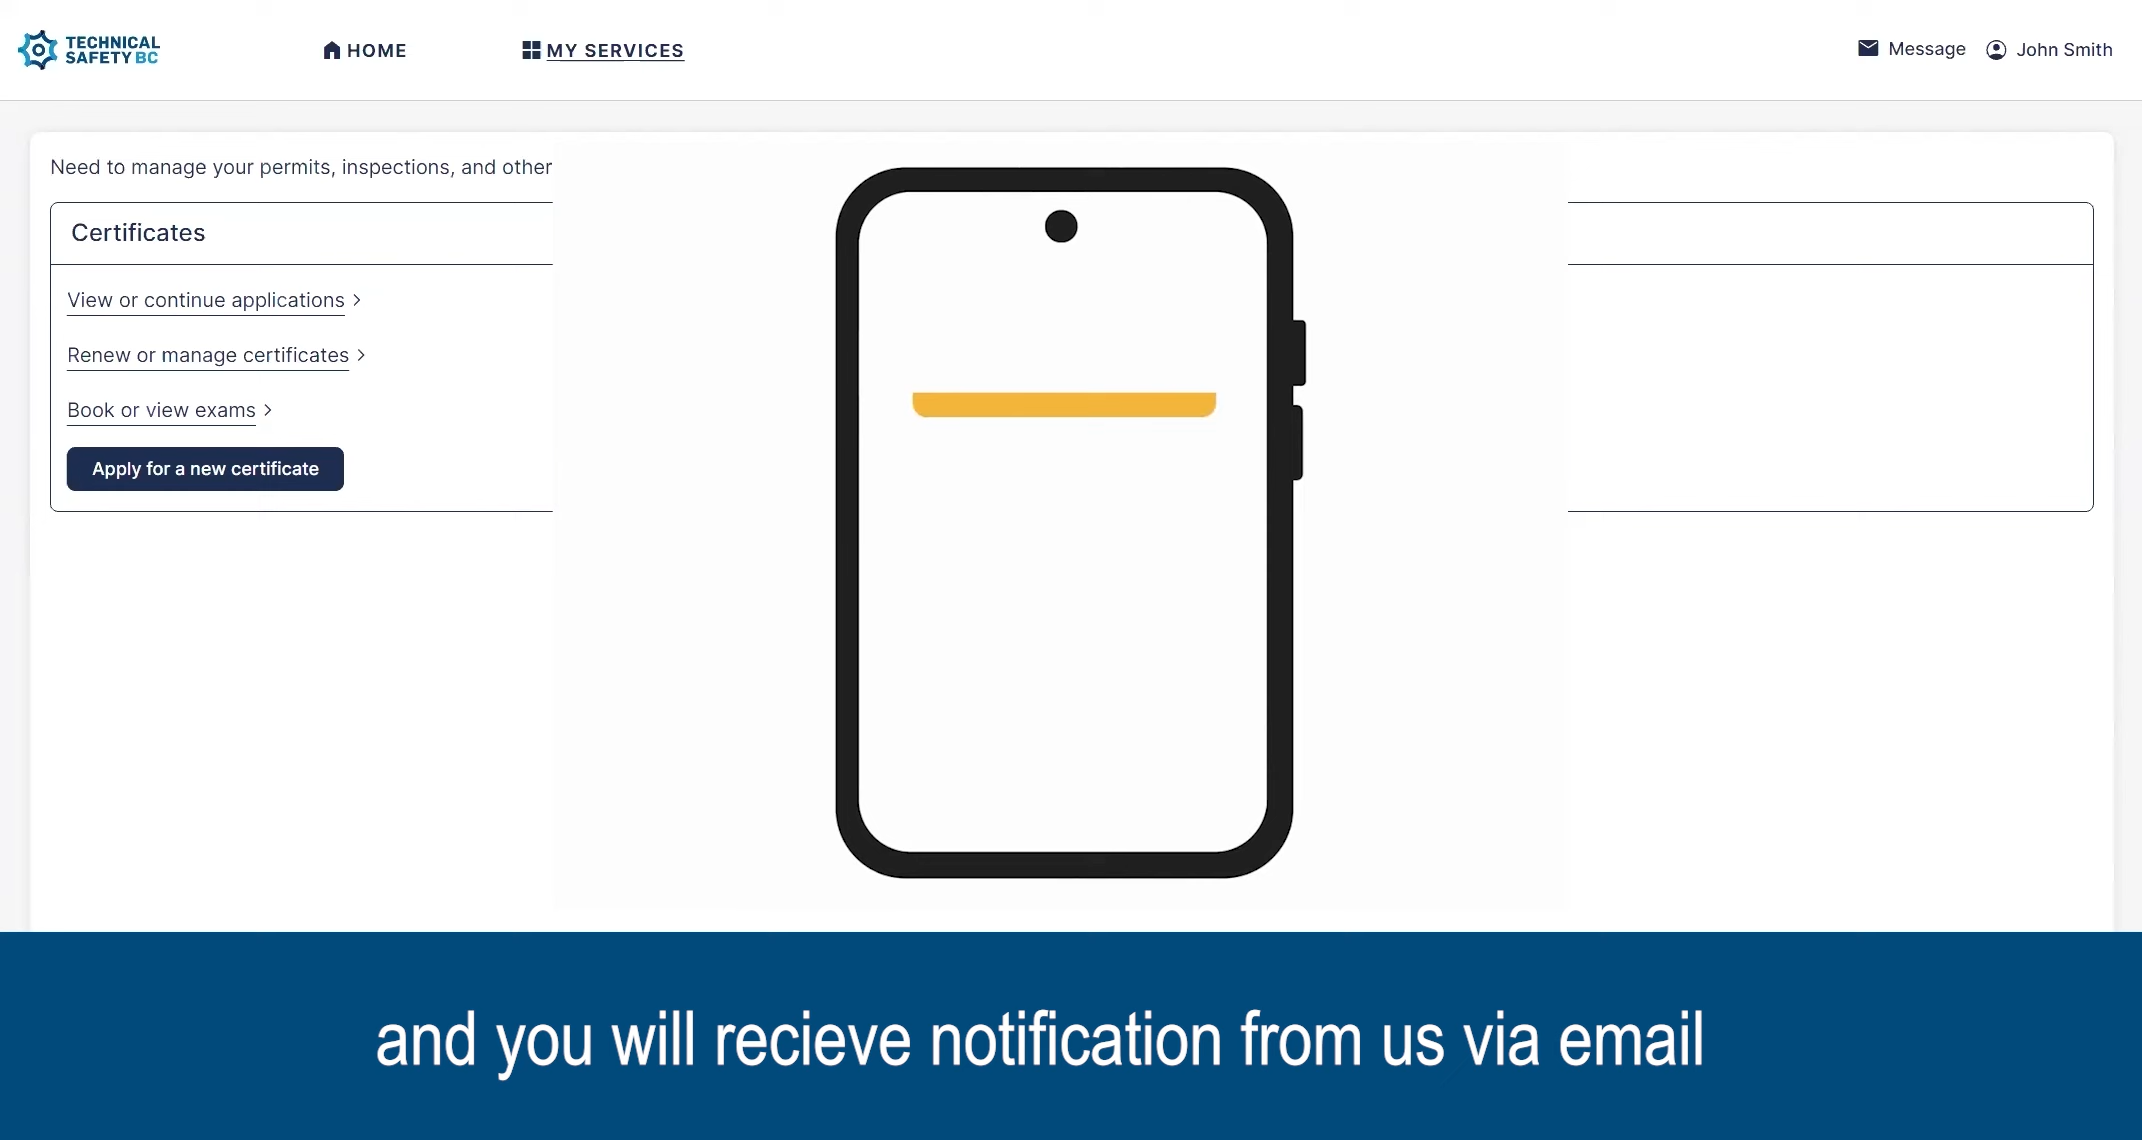 TECHNICAL
SAFETY BC
HOME
MY SERVICES
Message
John Smith
Need to manage your permits, inspections, and other
Certificates
View or continue applications
Renew or manage certificates
Book or view exams
Apply for a new certificate
and you will recieve notification from us via email